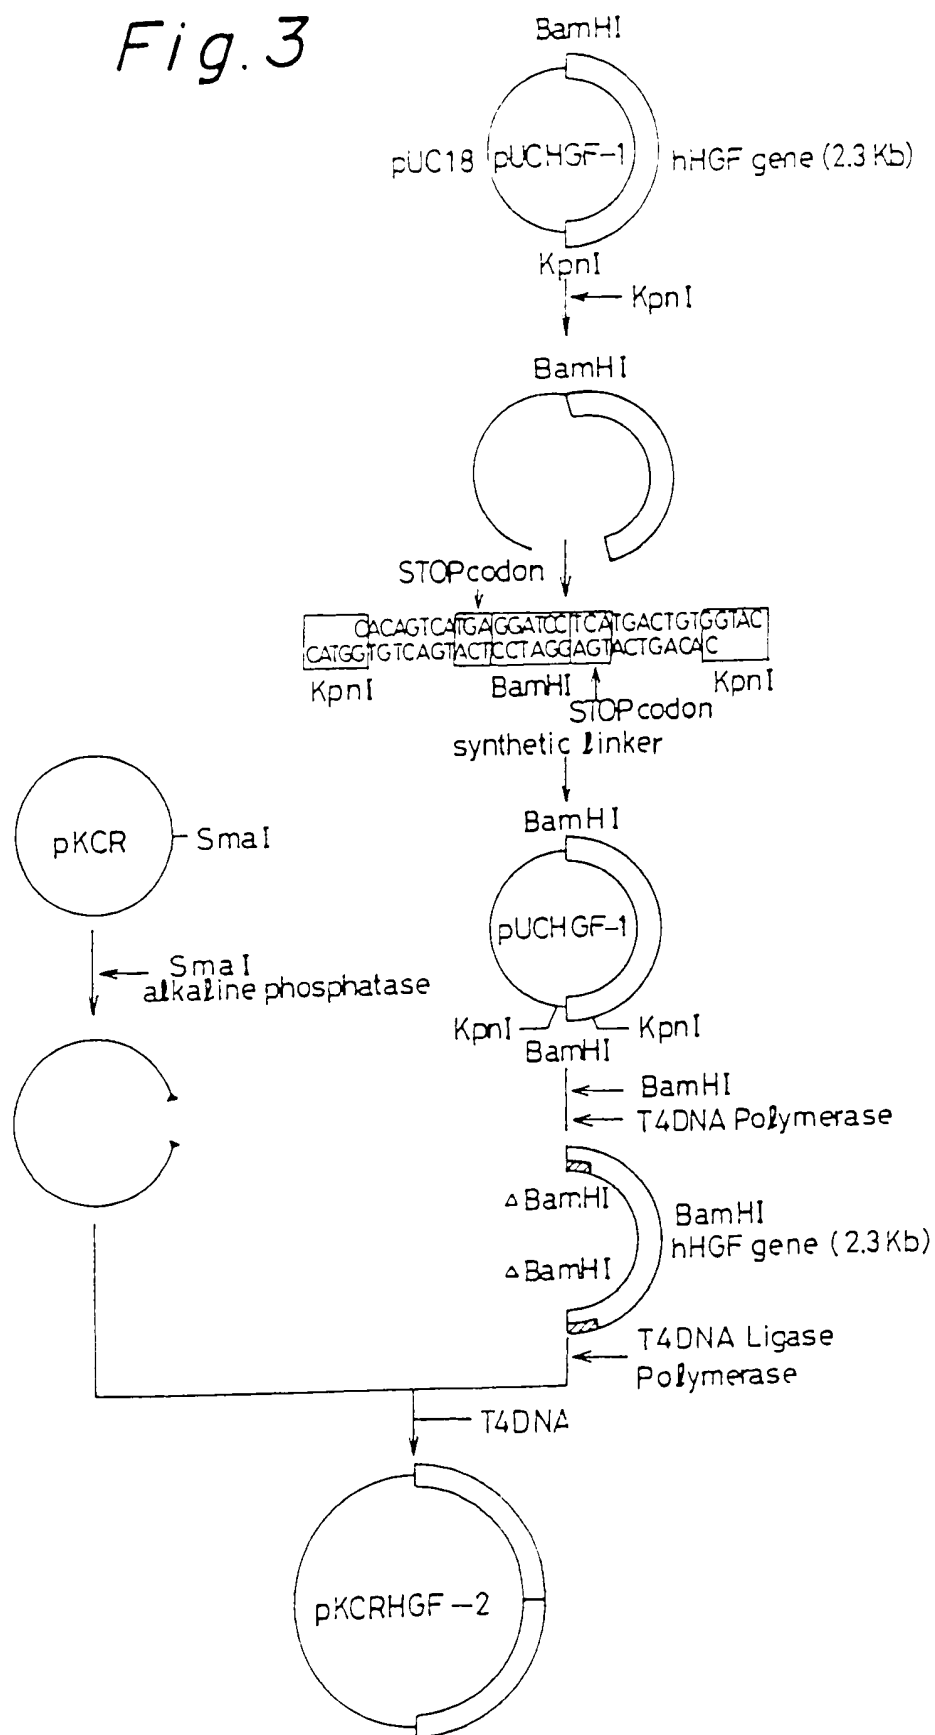 Fig. 3
BamHI
pUC18
pUCHGF-1
hHGF gene (2.3 Kb)
KpnI
KpnI
BamHI
STOP codon
CACAGTCATGAGGATCCTCATGACTGTGGTAC
CATGGTGTCAGTACTCCTAGGAGTACTGACAC
KpnI
BamHI
KpnI
STOP codon
synthetic linker
BamHI
pKCR
SmaI
pUCHGF-1
SmaI
alkaline phosphatase
KpnI
KpnI
BamHI
BamHI
T4DNA Polymerase
△BamHI
BamHI
hHGF gene (2.3 Kb)
△BamHI
T4DNA Ligase
Polymerase
T4DNA
pKCRHGF-2